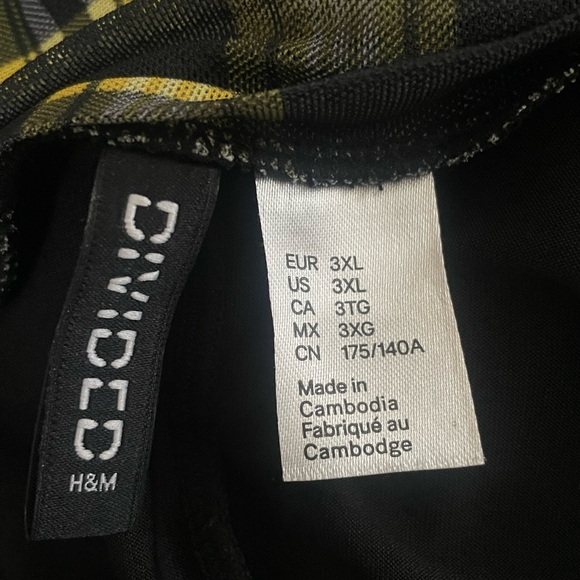 DIVIDED
H&M
EUR 3XL
US 3XL
CA 3TG
MX 3XG
CN 175/140A
Made in
Cambodia
Fabriqué au
Cambodge